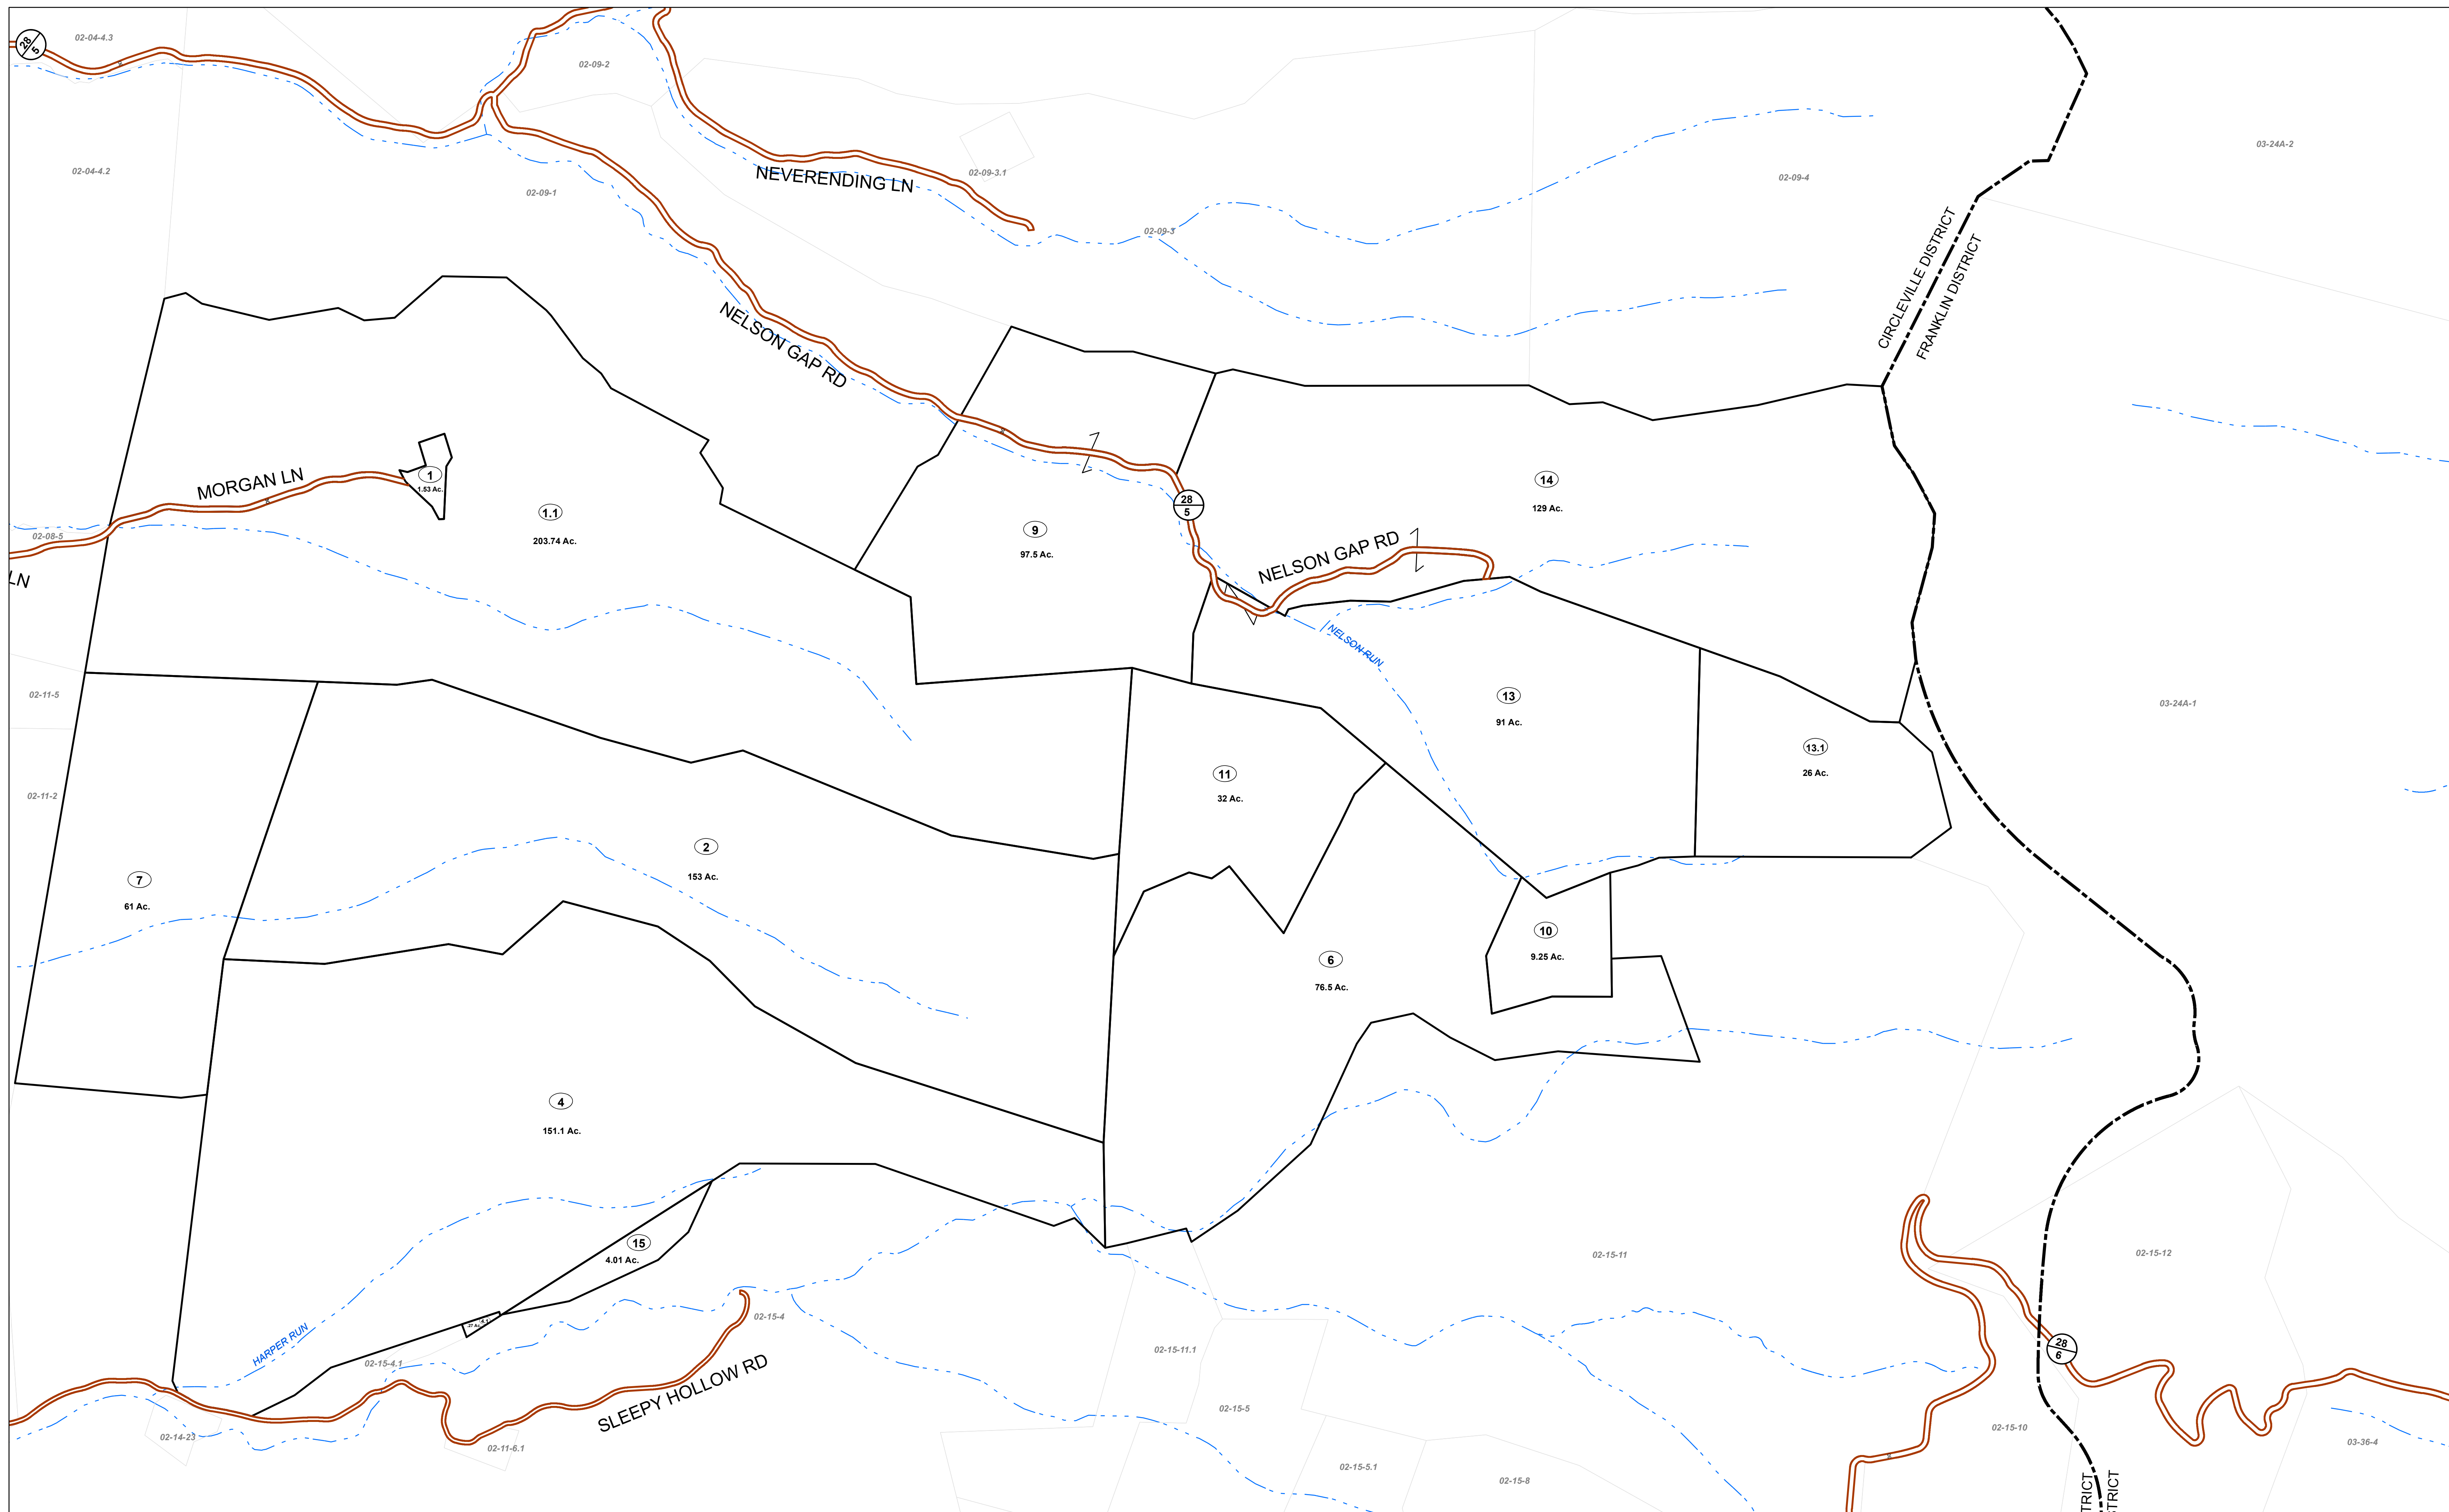 28
5
02-04-4.3
02-09-2
02-04-4.2
02-09-1
NEVERENDING LN
02-09-3.1
02-09-3
02-09-4
03-24A-2
CIRCLEVILLE DISTRICT
FRANKLIN DISTRICT
NELSON GAP RD
MORGAN LN
1
1.53 Ac.
1.1
203.74 Ac.
02-08-5
LN
9
97.5 Ac.
28
5
14
129 Ac.
NELSON GAP RD
NELSON RUN
02-11-5
13
91 Ac.
03-24A-1
13.1
26 Ac.
11
32 Ac.
02-11-2
2
153 Ac.
7
61 Ac.
10
9.25 Ac.
6
76.5 Ac.
4
151.1 Ac.
15
4.01 Ac.
4.1
.27 Ac.
HARPER RUN
02-15-4
02-15-4.1
SLEEPY HOLLOW RD
02-14-23
02-11-6.1
02-15-11
02-15-12
28
6
02-15-11.1
02-15-5
02-15-5.1
02-15-8
02-15-10
03-36-4
TRICT
STRICT